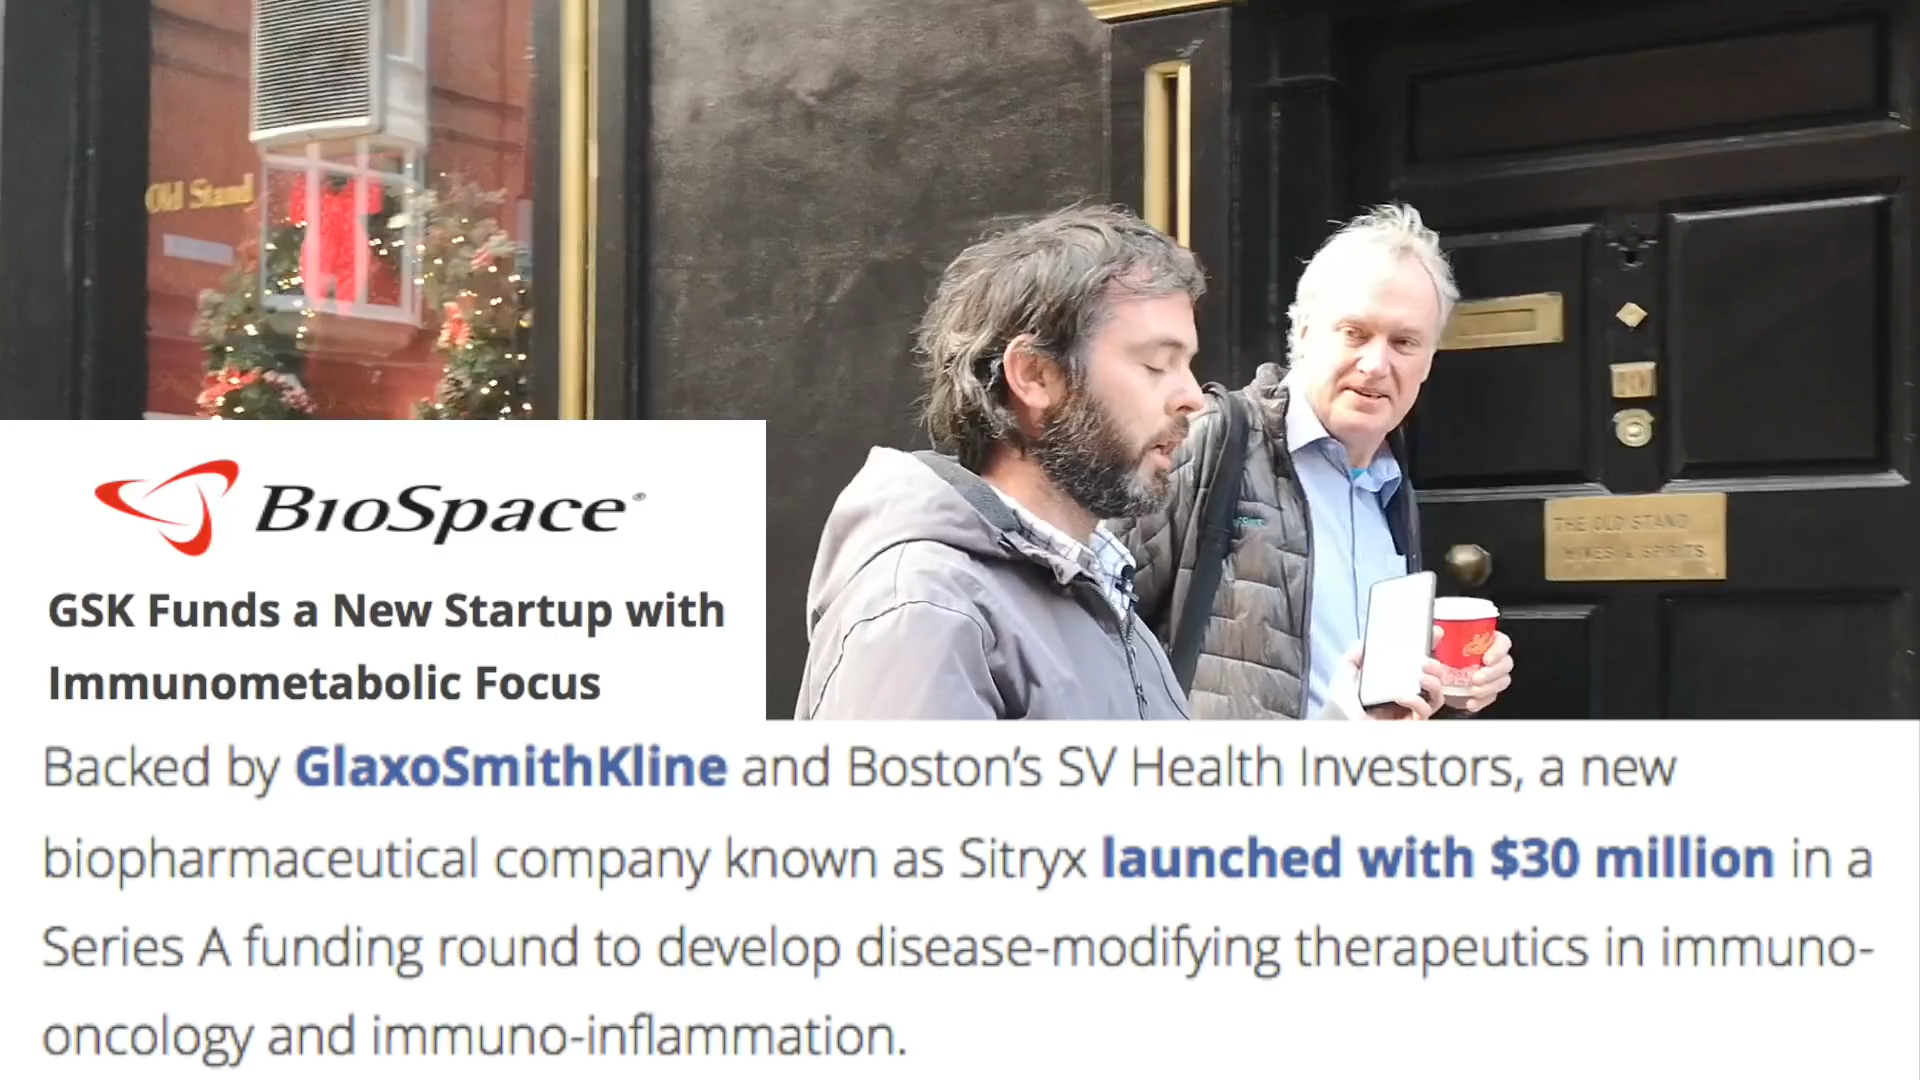 Old Stand
10
THE OLD STAND
WINES & SPIRITS
BIOSPACE®
GSK Funds a New Startup with
Immunometabolic Focus
Backed by GlaxoSmithKline and Boston's SV Health Investors, a new
biopharmaceutical company known as Sitryx launched with $30 million in a
Series A funding round to develop disease-modifying therapeutics in immuno-
oncology and immuno-inflammation.